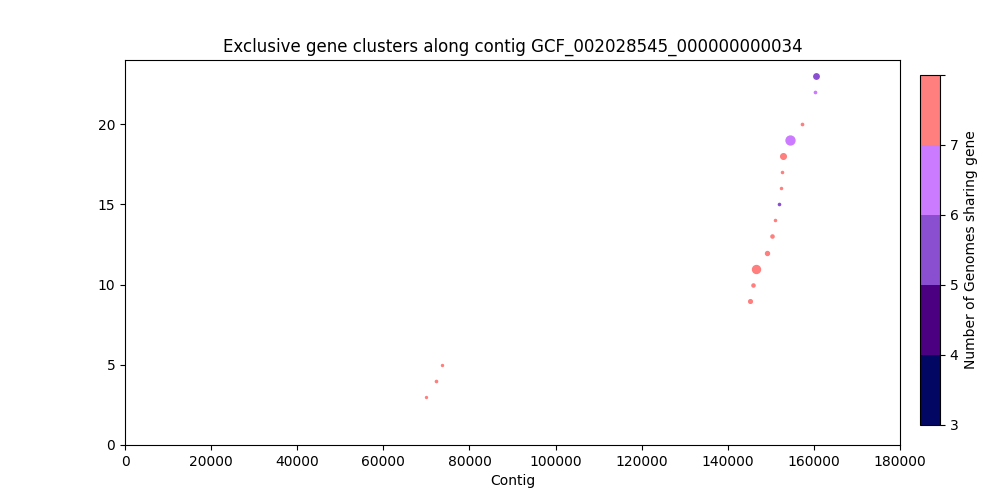 Exclusive gene clusters along contig GCF_002028545_000000000034
20
15
10
5
0
0 20000 40000 60000 80000 100000 120000 140000 160000 180000
Contig
7
6
5
4
3
Number of Genomes sharing gene